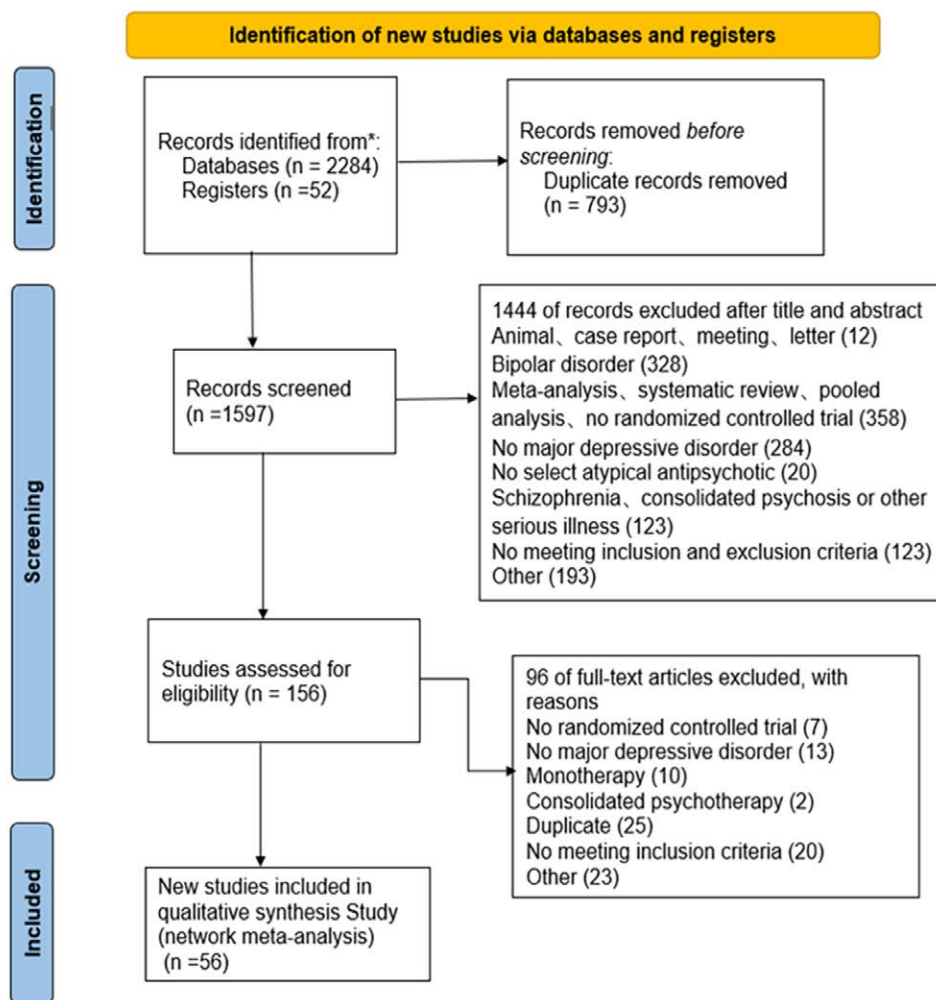 Identification of new studies via databases and registers
Identification
Records identified from*:
Databases (n = 2284)
Registers (n =52)
Records removed before
screening:
Duplicate records removed
(n = 793)
Screening
Records screened
(n =1597)
1444 of records excluded after title and abstract
Animal、case report、meeting、letter (12)
Bipolar disorder (328)
Meta-analysis、systematic review、pooled
analysis、no randomized controlled trial (358)
No major depressive disorder (284)
No select atypical antipsychotic (20)
Schizophrenia、consolidated psychosis or other
serious illness (123)
No meeting inclusion and exclusion criteria (123)
Other (193)
Studies assessed for
eligibility (n = 156)
96 of full-text articles excluded, with
reasons
No randomized controlled trial (7)
No major depressive disorder (13)
Monotherapy (10)
Consolidated psychotherapy (2)
Duplicate (25)
No meeting inclusion criteria (20)
Other (23)
Included
New studies included in
qualitative synthesis Study
(network meta-analysis)
(n =56)